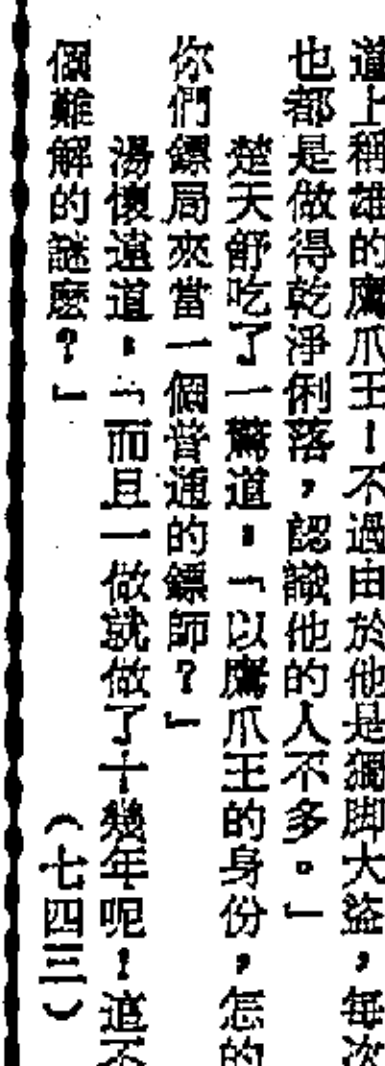 道上稱雄的鷹爪王！不過由於他是獨脚大盜，每次
也都是做得乾淨俐落，認識他的人不多。」
楚天舒吃了一驚道：「以鷹爪王的身份，怎的
你們鏢局來當一個普通的鏢師？」
湯懷遠道：「而且一做就做了十幾年呢！道不
個難解的謎麽？」
（七四三）